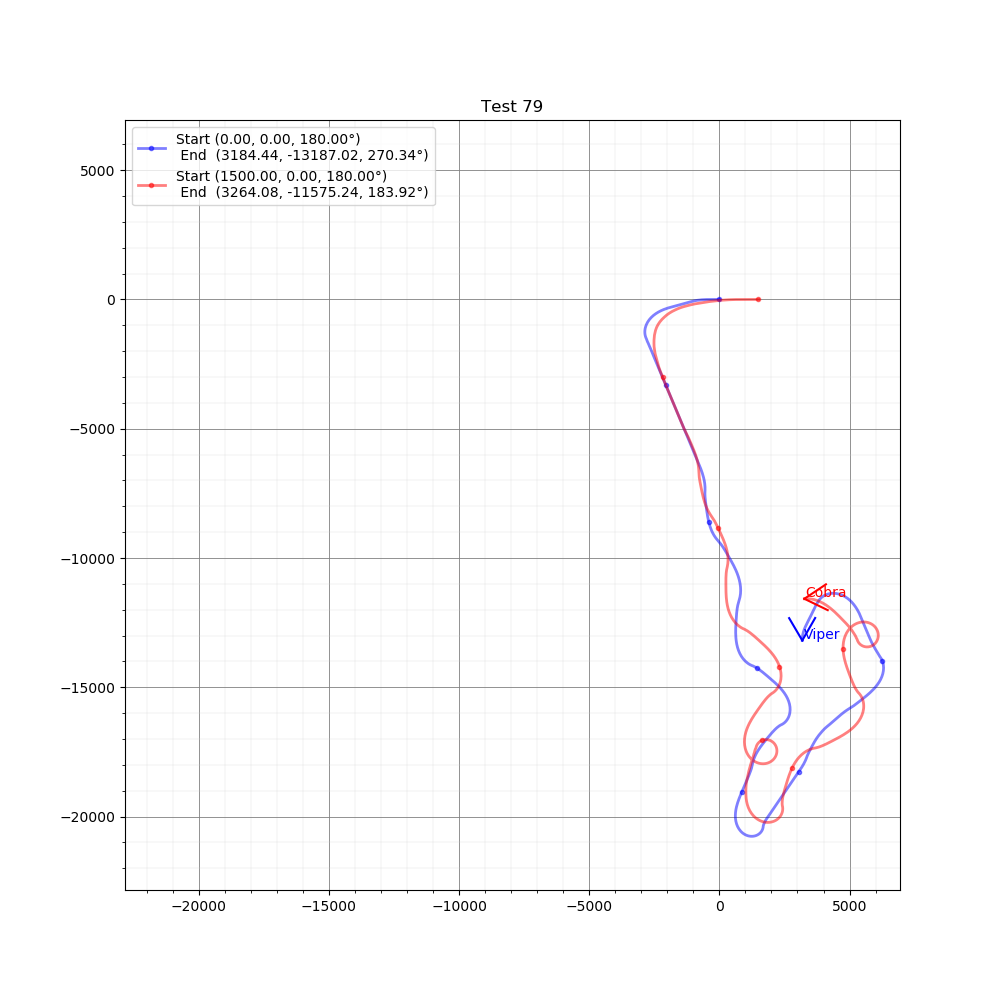 Test 79
Start (0.00, 0.00, 180.00°)
End (3184.44, -13187.02, 270.34°)
Start (1500.00, 0.00, 180.00°)
End (3264.08, -11575.24, 183.92°)
5000
0
−5000
−10000
Cobra
Viper
−15000
−20000
−20000 −15000 −10000 −5000 0 5000